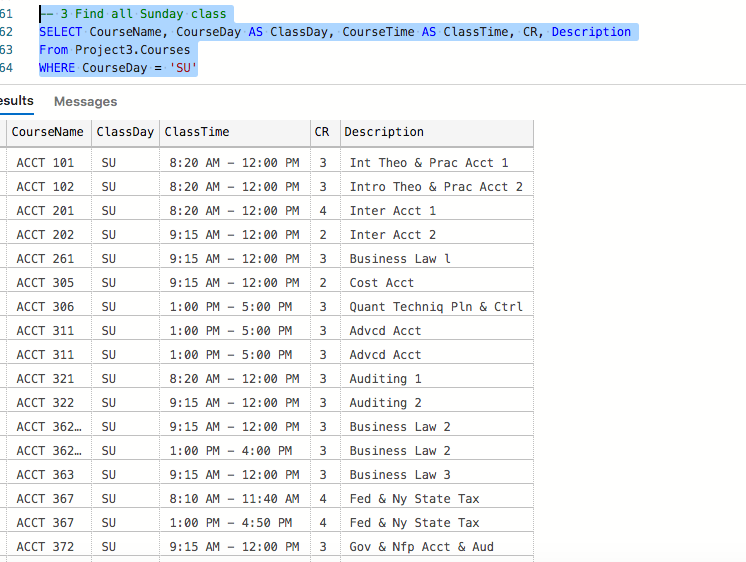 61 -- 3 Find all Sunday class
62 SELECT CourseName, CourseDay AS ClassDay, CourseTime AS ClassTime, CR, Description
63 From Project3.Courses
64 WHERE CourseDay = 'SU'
esults Messages
CourseName ClassDay ClassTime CR Description
ACCT 101 SU 8:20 AM - 12:00 PM 3 Int Theo & Prac Acct 1
ACCT 102 SU 8:20 AM - 12:00 PM 3 Intro Theo & Prac Acct 2
ACCT 201 SU 8:20 AM - 12:00 PM 4 Inter Acct 1
ACCT 202 SU 9:15 AM - 12:00 PM 2 Inter Acct 2
ACCT 261 SU 9:15 AM - 12:00 PM 3 Business Law l
ACCT 305 SU 9:15 AM - 12:00 PM 2 Cost Acct
ACCT 306 SU 1:00 PM - 5:00 PM 3 Quant Techniq Pln & Ctrl
ACCT 311 SU 1:00 PM - 5:00 PM 3 Advcd Acct
ACCT 311 SU 1:00 PM - 5:00 PM 3 Advcd Acct
ACCT 321 SU 8:20 AM - 12:00 PM 3 Auditing 1
ACCT 322 SU 9:15 AM - 12:00 PM 3 Auditing 2
ACCT 362… SU 9:15 AM - 12:00 PM 3 Business Law 2
ACCT 362… SU 1:00 PM - 4:00 PM 3 Business Law 2
ACCT 363 SU 9:15 AM - 12:00 PM 3 Business Law 3
ACCT 367 SU 8:10 AM - 11:40 AM 4 Fed & Ny State Tax
ACCT 367 SU 1:00 PM - 4:50 PM 4 Fed & Ny State Tax
ACCT 372 SU 9:15 AM - 12:00 PM 3 Gov & Nfp Acct & Aud